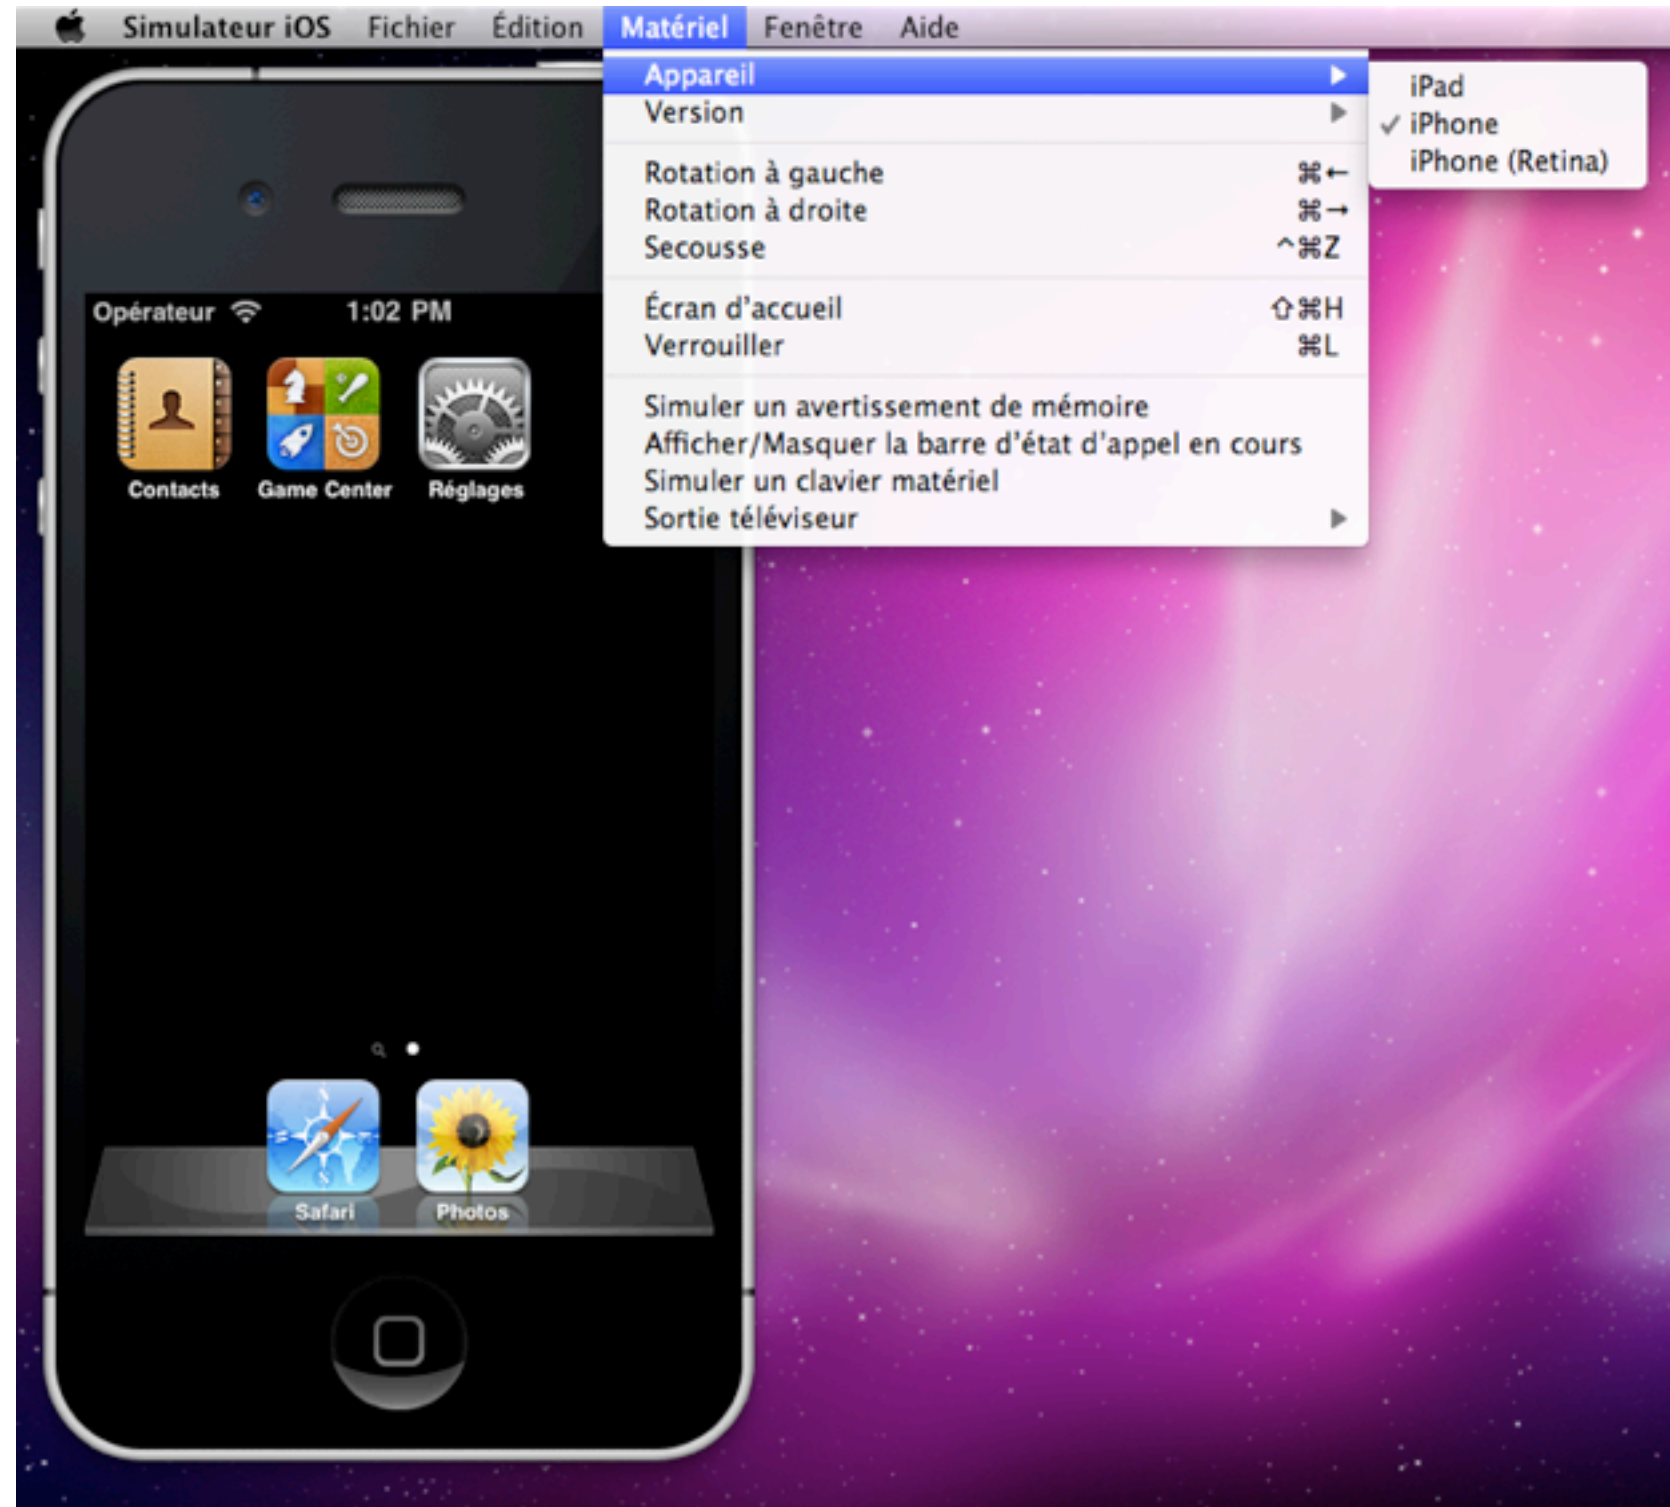 Simulateur iOS Fichier Édition Matériel Fenêtre Aide
Appareil
Version
Rotation à gauche ⌘←
Rotation à droite ⌘→
Secousse ^⌘Z
Écran d'accueil ⇧⌘H
Verrouiller ⌘L
Simuler un avertissement de mémoire
Afficher/Masquer la barre d'état d'appel en cours
Simuler un clavier matériel
Sortie téléviseur
iPad
✓ iPhone
iPhone (Retina)
Opérateur 1:02 PM
Contacts Game Center Réglages
Safari Photos